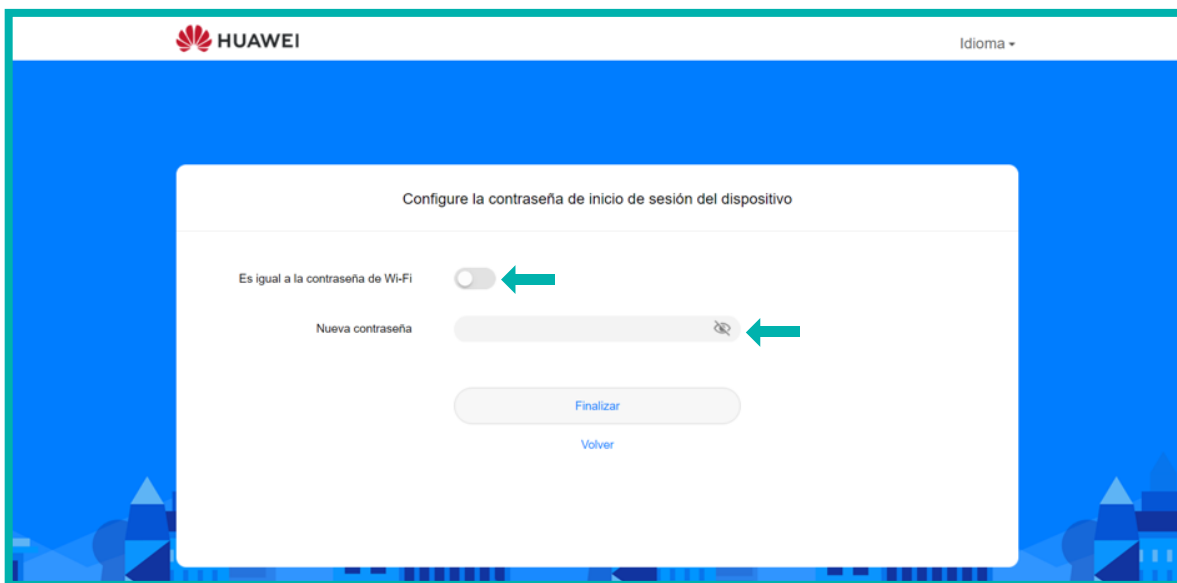 HUAWEI
Idioma
Configure la contraseña de inicio de sesión del dispositivo
Es igual a la contraseña de Wi-Fi
Nueva contraseña
Finalizar
Volver